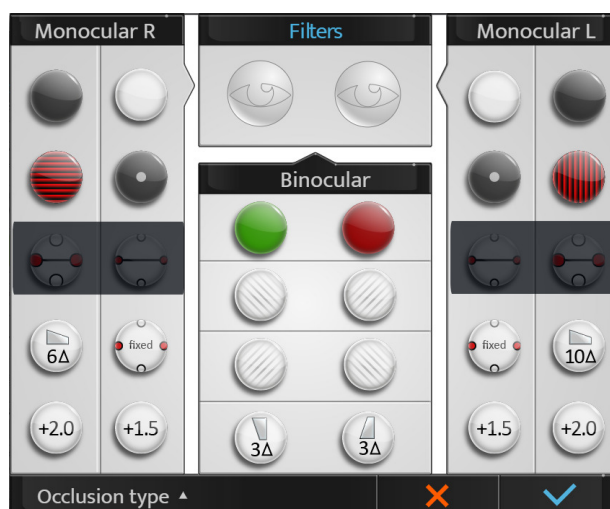 Monocular R
Filters
Monocular L
Binocular
6Δ
fixed
fixed
10Δ
+2.0
+1.5
3Δ
3Δ
+1.5
+2.0
Occlusion type